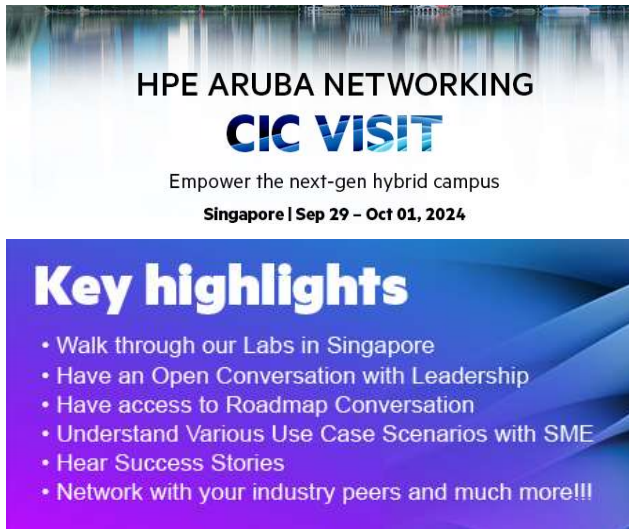 HPE ARUBA NETWORKING
CIC VISIT
Empower the next-gen hybrid campus
Singapore | Sep 29 – Oct 01, 2024
Key highlights
• Walk through our Labs in Singapore
• Have an Open Conversation with Leadership
• Have access to Roadmap Conversation
• Understand Various Use Case Scenarios with SME
• Hear Success Stories
• Network with your industry peers and much more!!!